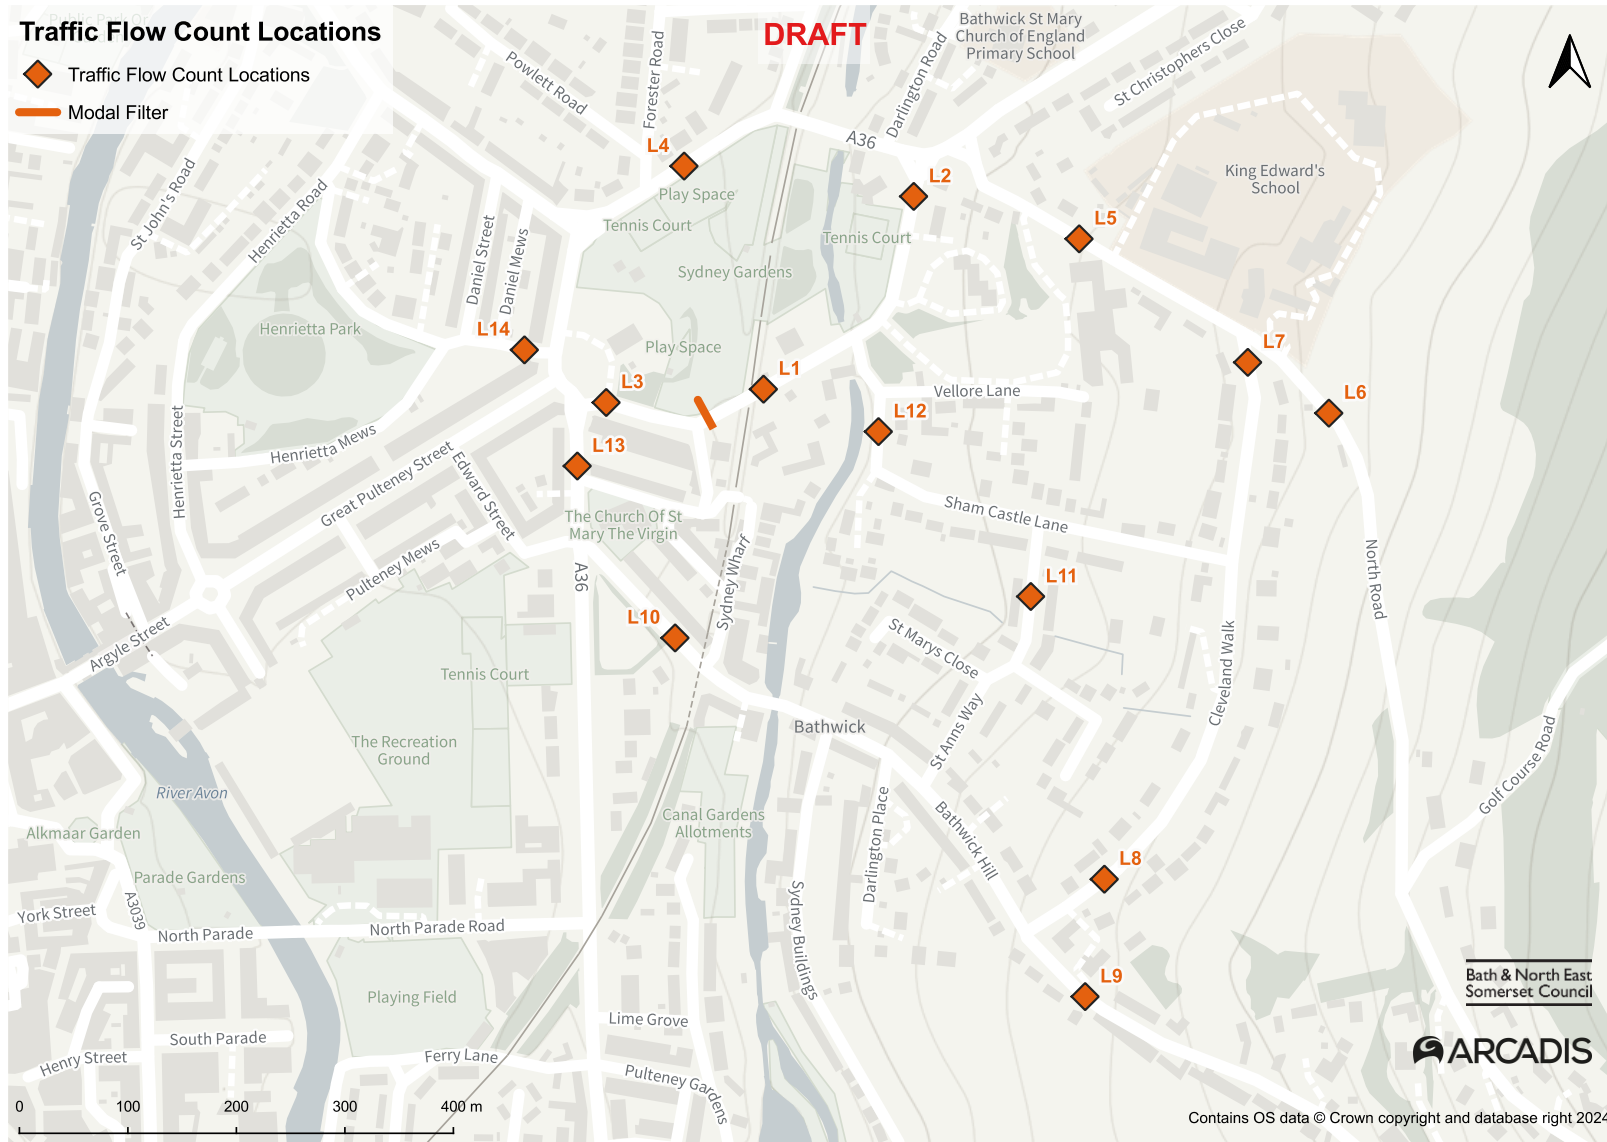 Traffic Flow Count Locations
Traffic Flow Count Locations
Modal Filter
DRAFT
Bathwick St Mary
Church of England
Primary School
Powlett Road
Forester Road
Darlington Road
St Christophers Close
A36
L4
L2
L5
King Edward's
School
Play Space
Tennis Court
Tennis Court
Sydney Gardens
St John's Road
Henrietta Road
Daniel Street
Daniel Mews
Henrietta Park
L14
Play Space
L7
L1
L3
Vellore Lane
L6
L12
L13
Henrietta Street
Henrietta Mews
Great Pulteney Street
Edward Street
The Church Of St
Mary The Virgin
Sham Castle Lane
Grove Street
Pulteney Mews
A36
Sydney Wharf
North Road
L11
L10
Argyle Street
St Marys Close
Cleveland Walk
Tennis Court
Bathwick
St Anns Way
The Recreation
Ground
Golf Course Road
River Avon
Canal Gardens
Allotments
Alkmaar Garden
Darlington Place
Bathwick Hill
L8
Parade Gardens
A3039
York Street
North Parade
North Parade Road
Sydney Buildings
L9
Playing Field
Bath & North East
Somerset Council
Lime Grove
South Parade
Henry Street
Ferry Lane
ARCADIS
Pulteney Gardens
0 100 200 300 400 m
Contains OS data © Crown copyright and database right 2024